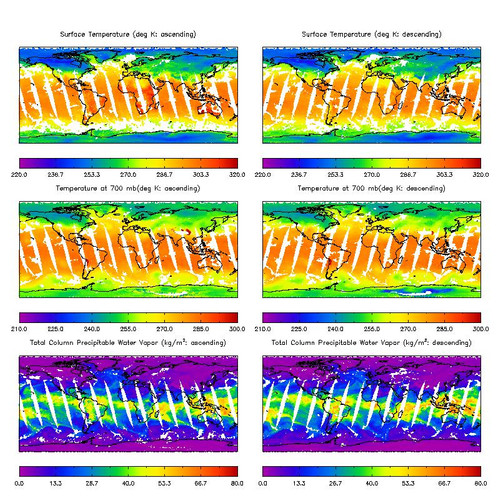 Surface Temperature (deg K: ascending)
Surface Temperature (deg K: descending)
220.0 236.7 253.3 270.0 286.7 303.3 320.0
220.0 236.7 253.3 270.0 286.7 303.3 320.0
Temperature at 700 mb(deg K: ascending)
Temperature at 700 mb(deg K: descending)
210.0 225.0 240.0 255.0 270.0 285.0 300.0
210.0 225.0 240.0 255.0 270.0 285.0 300.0
Total Column Precipitable Water Vapor (kg/m²: ascending)
Total Column Precipitable Water Vapor (kg/m²: descending)
0.0 13.3 26.7 40.0 53.3 66.7 80.0
0.0 13.3 26.7 40.0 53.3 66.7 80.0